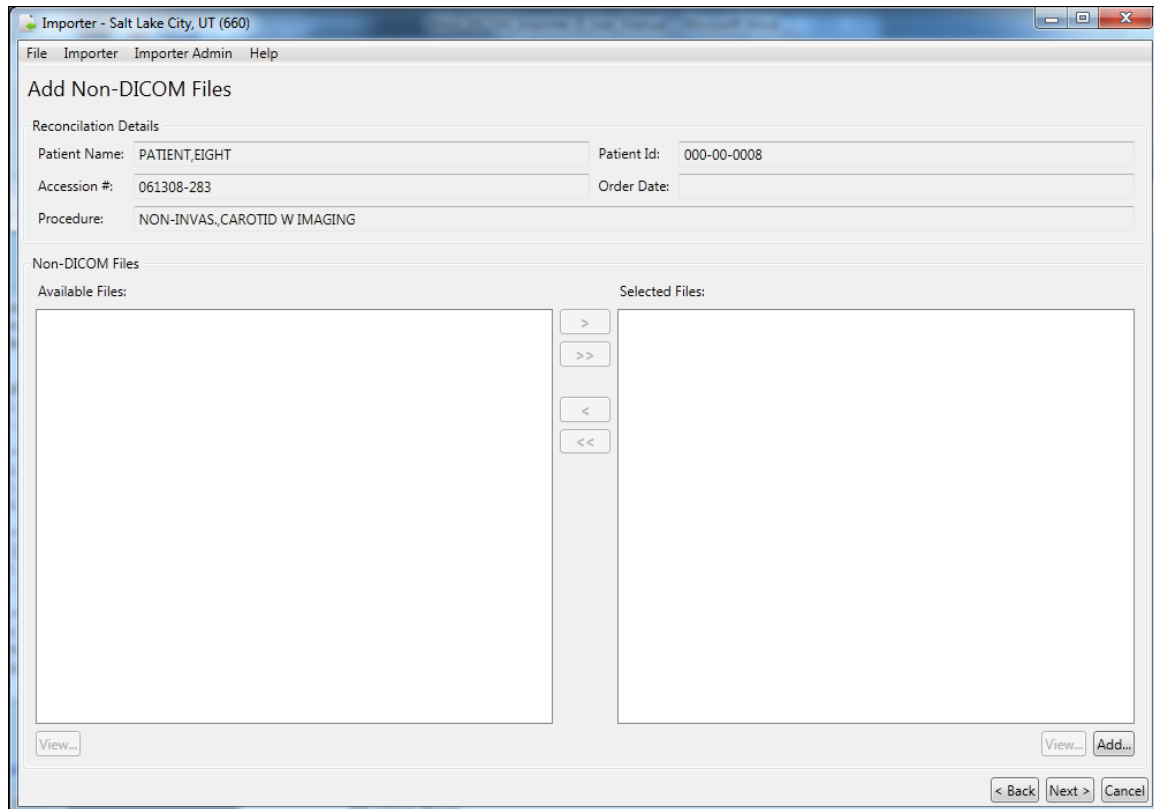 Importer - Salt Lake City, UT (660)
File Importer Importer Admin Help
Add Non-DICOM Files
Reconcilation Details
Patient Name: PATIENT,EIGHT Patient Id: 000-00-0008
Accession #: 061308-283 Order Date:
Procedure: NON-INVAS.,CAROTID W IMAGING
Non-DICOM Files
Available Files: Selected Files:
>
>>
<
<<
View... View... Add...
< Back Next > Cancel